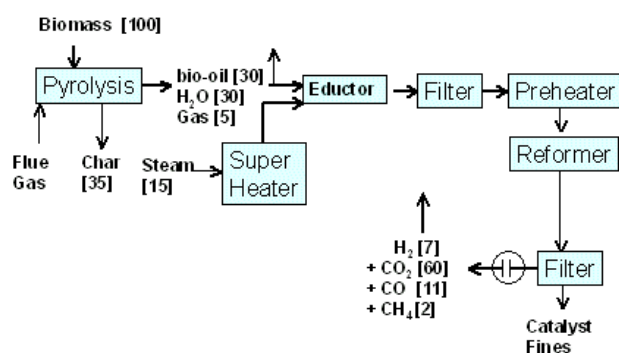 Biomass [100]
Pyrolysis
bio-oil [30]
H₂O [30]
Gas [5]
Eductor
Filter
Preheater
Flue
Gas
Char
[35]
Steam
[15]
Super
Heater
Reformer
H₂ [7]
+ CO₂ [60]
+ CO [11]
+ CH₄ [2]
Filter
Catalyst
Fines